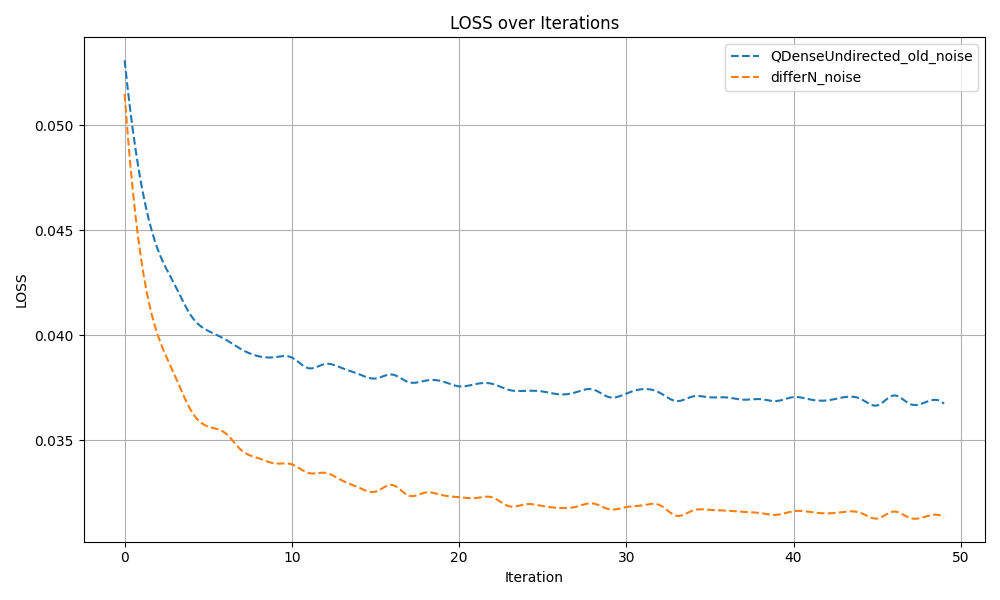 LOSS over Iterations
QDenseUndirected_old_noise
differN_noise
0.050
0.045
0.040
0.035
LOSS
0 10 20 30 40 50
Iteration